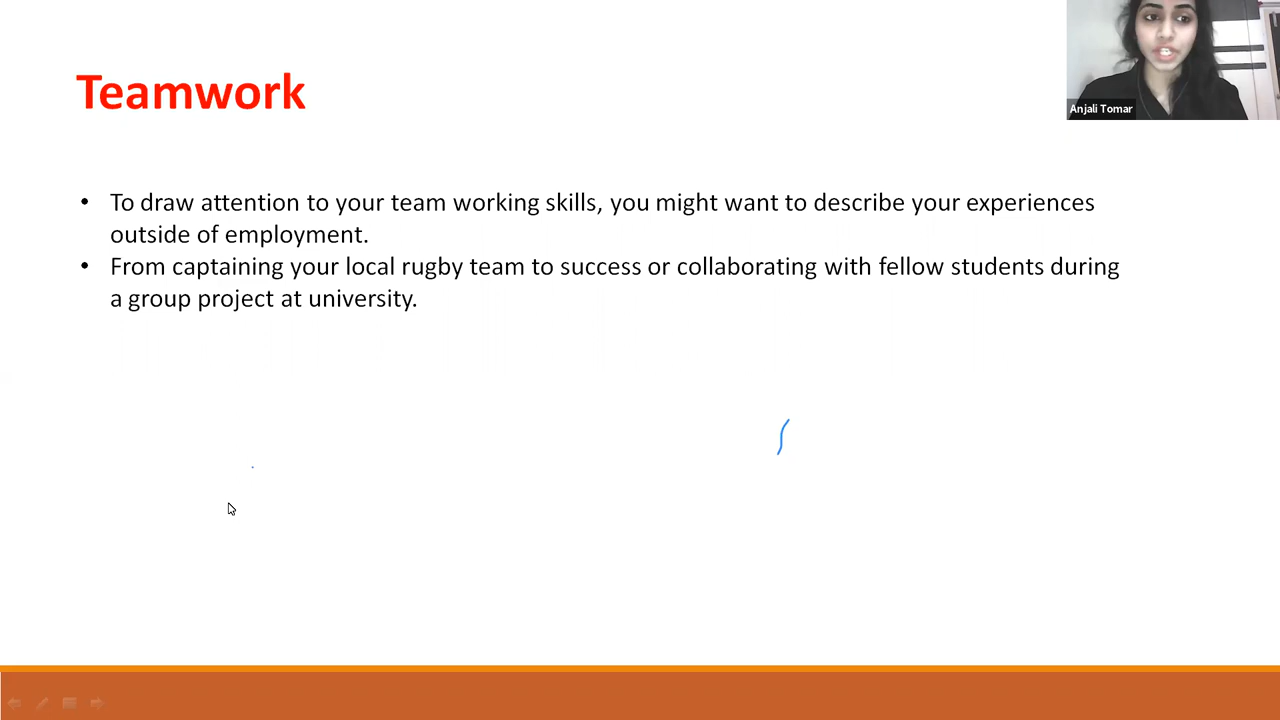 Teamwork
Anjali Tomar
• To draw attention to your team working skills, you might want to describe your experiences
outside of employment.
• From captaining your local rugby team to success or collaborating with fellow students during
a group project at university.